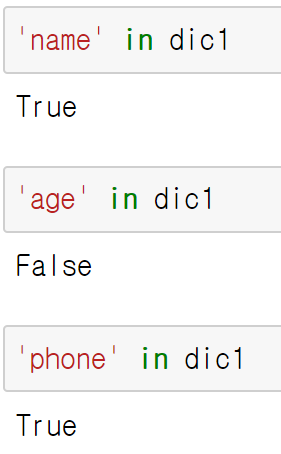 'name' in dic1
True
'age' in dic1
False
'phone' in dic1
True